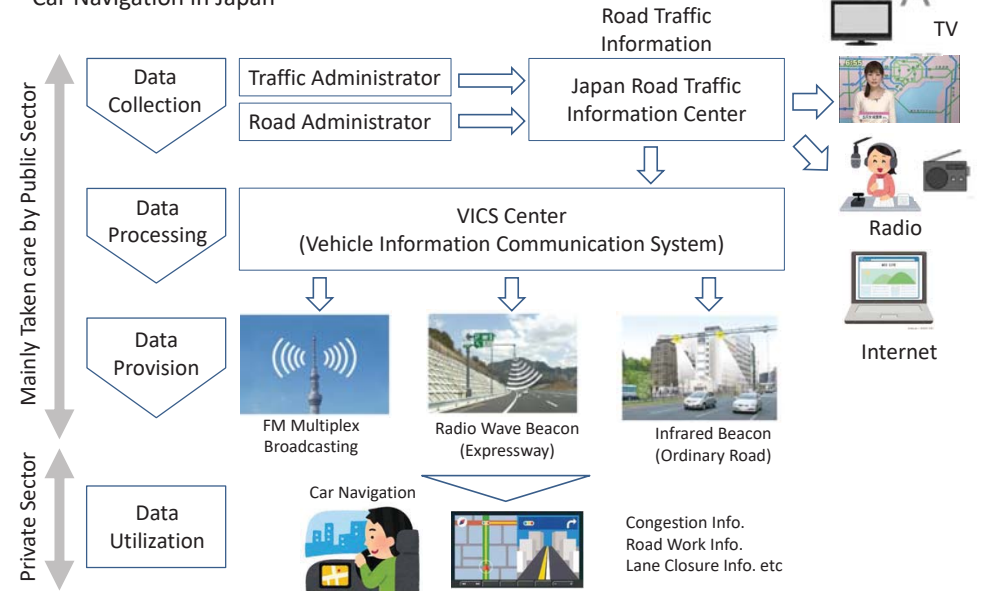 Car Navigation in Japan
Road Traffic
Information
TV
Mainly Taken care by Public Sector
Data
Collection
Traffic Administrator
Road Administrator
Japan Road Traffic
Information Center
6:55
Radio
Data
Processing
VICS Center
(Vehicle Information Communication System)
Internet
Data
Provision
FM Multiplex
Broadcasting
Radio Wave Beacon
(Expressway)
Infrared Beacon
(Ordinary Road)
Private Sector
Data
Utilization
Car Navigation
Congestion Info.
Road Work Info.
Lane Closure Info. etc